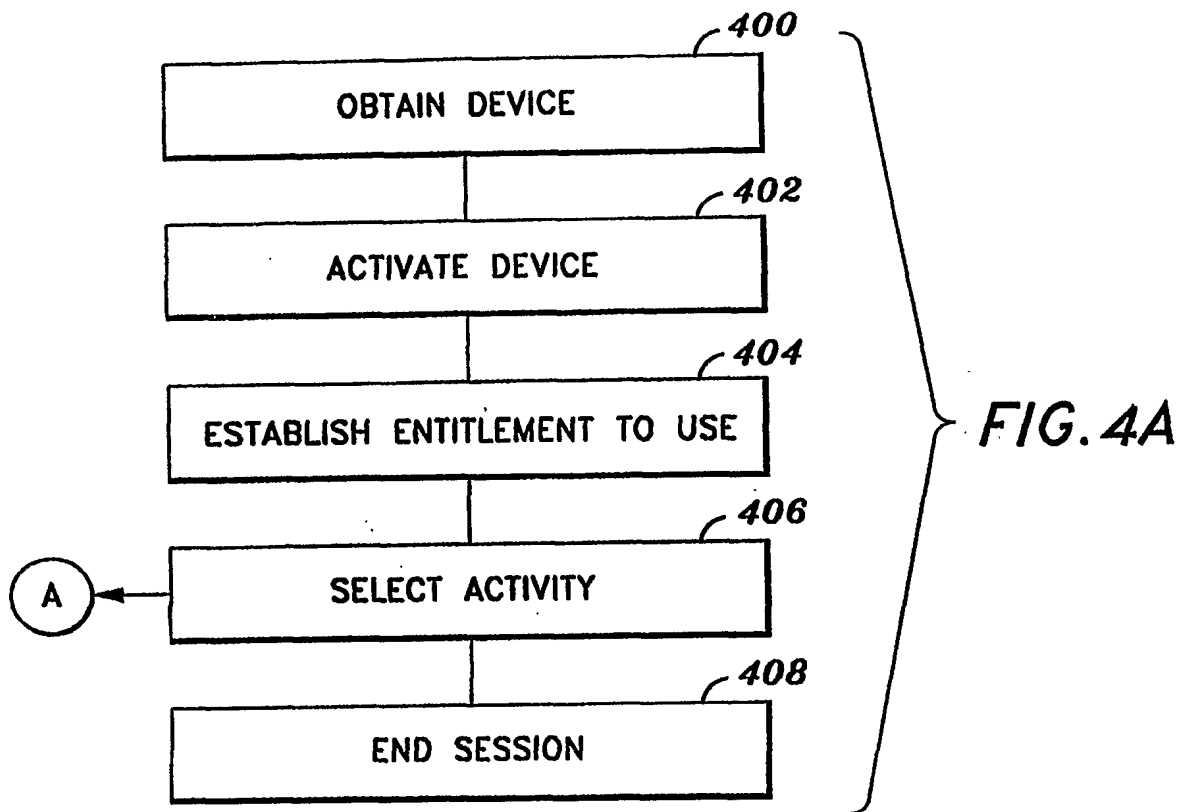 400
OBTAIN DEVICE
402
ACTIVATE DEVICE
404
ESTABLISH ENTITLEMENT TO USE
FIG. 4A
406
A
SELECT ACTIVITY
408
END SESSION